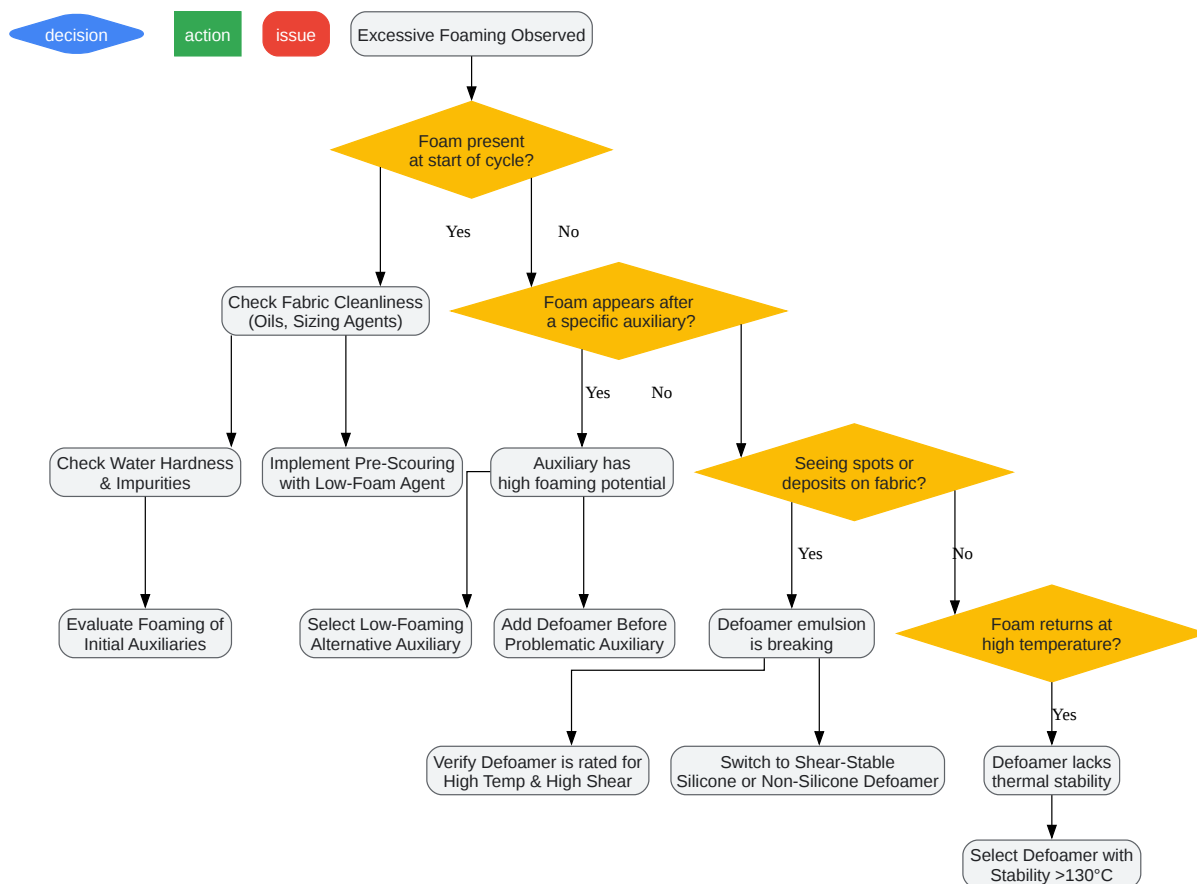 decision
action
issue
Excessive Foaming Observed
Foam present
at start of cycle?
Yes
No
Check Fabric Cleanliness
(Oils, Sizing Agents)
Foam appears after
a specific auxiliary?
Yes
No
Check Water Hardness
& Impurities
Implement Pre-Scouring
with Low-Foam Agent
Auxiliary has
high foaming potential
Seeing spots or
deposits on fabric?
Yes
No
Evaluate Foaming of
Initial Auxiliaries
Select Low-Foaming
Alternative Auxiliary
Add Defoamer Before
Problematic Auxiliary
Defoamer emulsion
is breaking
Foam returns at
high temperature?
Yes
Verify Defoamer is rated for
High Temp & High Shear
Switch to Shear-Stable
Silicone or Non-Silicone Defoamer
Defoamer lacks
thermal stability
Select Defoamer with
Stability >130°C